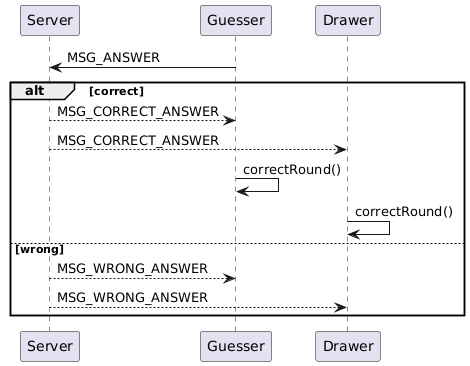 Server Guesser Drawer
MSG_ANSWER
alt [correct]
MSG_CORRECT_ANSWER
MSG_CORRECT_ANSWER
correctRound()
correctRound()
[wrong]
MSG_WRONG_ANSWER
MSG_WRONG_ANSWER
Server Guesser Drawer